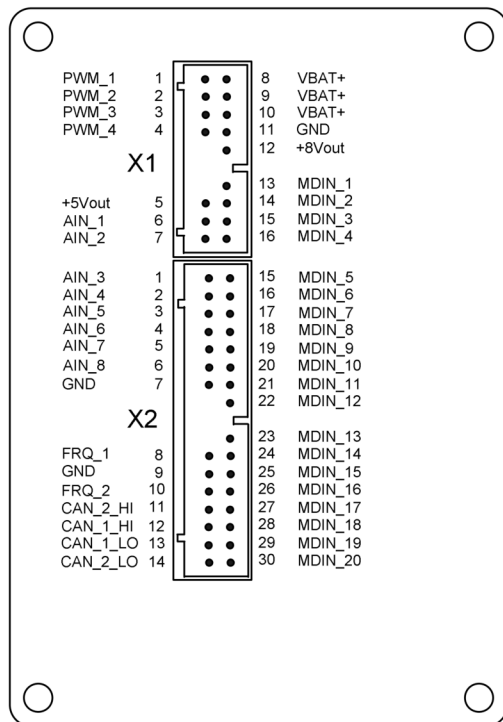 PWM_1 1 8 VBAT+
PWM_2 2 9 VBAT+
PWM_3 3 10 VBAT+
PWM_4 4 11 GND
12 +8Vout
X1
13 MDIN_1
+5Vout 5 14 MDIN_2
AIN_1 6 15 MDIN_3
AIN_2 7 16 MDIN_4
AIN_3 1 15 MDIN_5
AIN_4 2 16 MDIN_6
AIN_5 3 17 MDIN_7
AIN_6 4 18 MDIN_8
AIN_7 5 19 MDIN_9
AIN_8 6 20 MDIN_10
GND 7 21 MDIN_11
22 MDIN_12
X2
23 MDIN_13
FRQ_1 8 24 MDIN_14
GND 9 25 MDIN_15
FRQ_2 10 26 MDIN_16
CAN_2_HI 11 27 MDIN_17
CAN_1_HI 12 28 MDIN_18
CAN_1_LO 13 29 MDIN_19
CAN_2_LO 14 30 MDIN_20